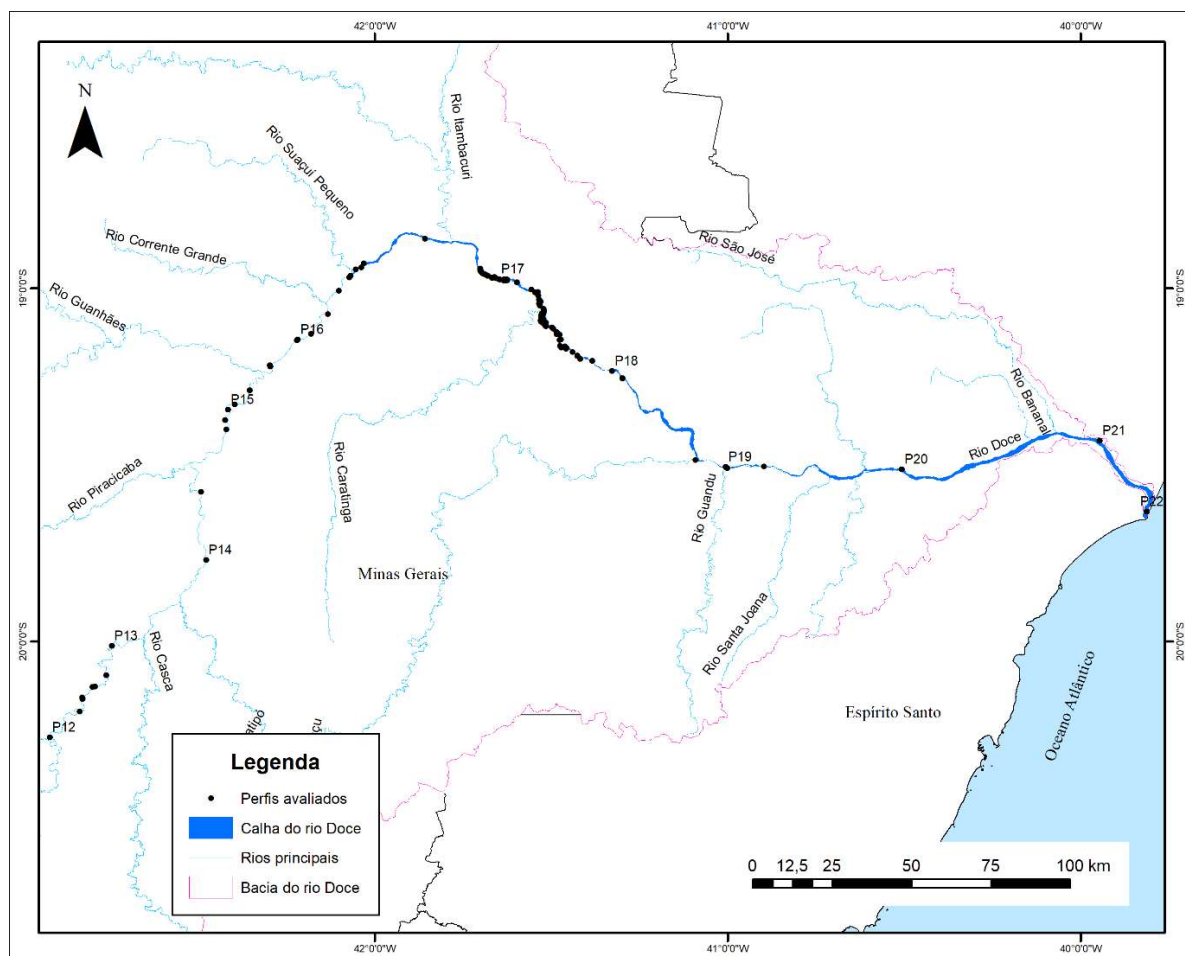 42°0'0"W
41°0'0"W
40°0'0"W
N
Rio Itambacuri
Rio Suaçuí Pequeno
Rio Corrente Grande
Rio São José
P17
19°0'0"S
19°0'0"S
Rio Guanhães
P16
P18
P15
Rio Bananal
Rio Doce
P21
P19
P20
Rio Piracicaba
Rio Caratinga
Rio Guandu
P22
P14
Minas Gerais
Rio Santa Joana
P13
20°0'0"S
20°0'0"S
Rio Casca
Oceano Atlântico
P12
Espírito Santo
atipó
çu
Legenda
Perfis avaliados
Calha do rio Doce
Rios principais
Bacia do rio Doce
0 12,5 25 50 75 100 km
42°0'0"W
41°0'0"W
40°0'0"W